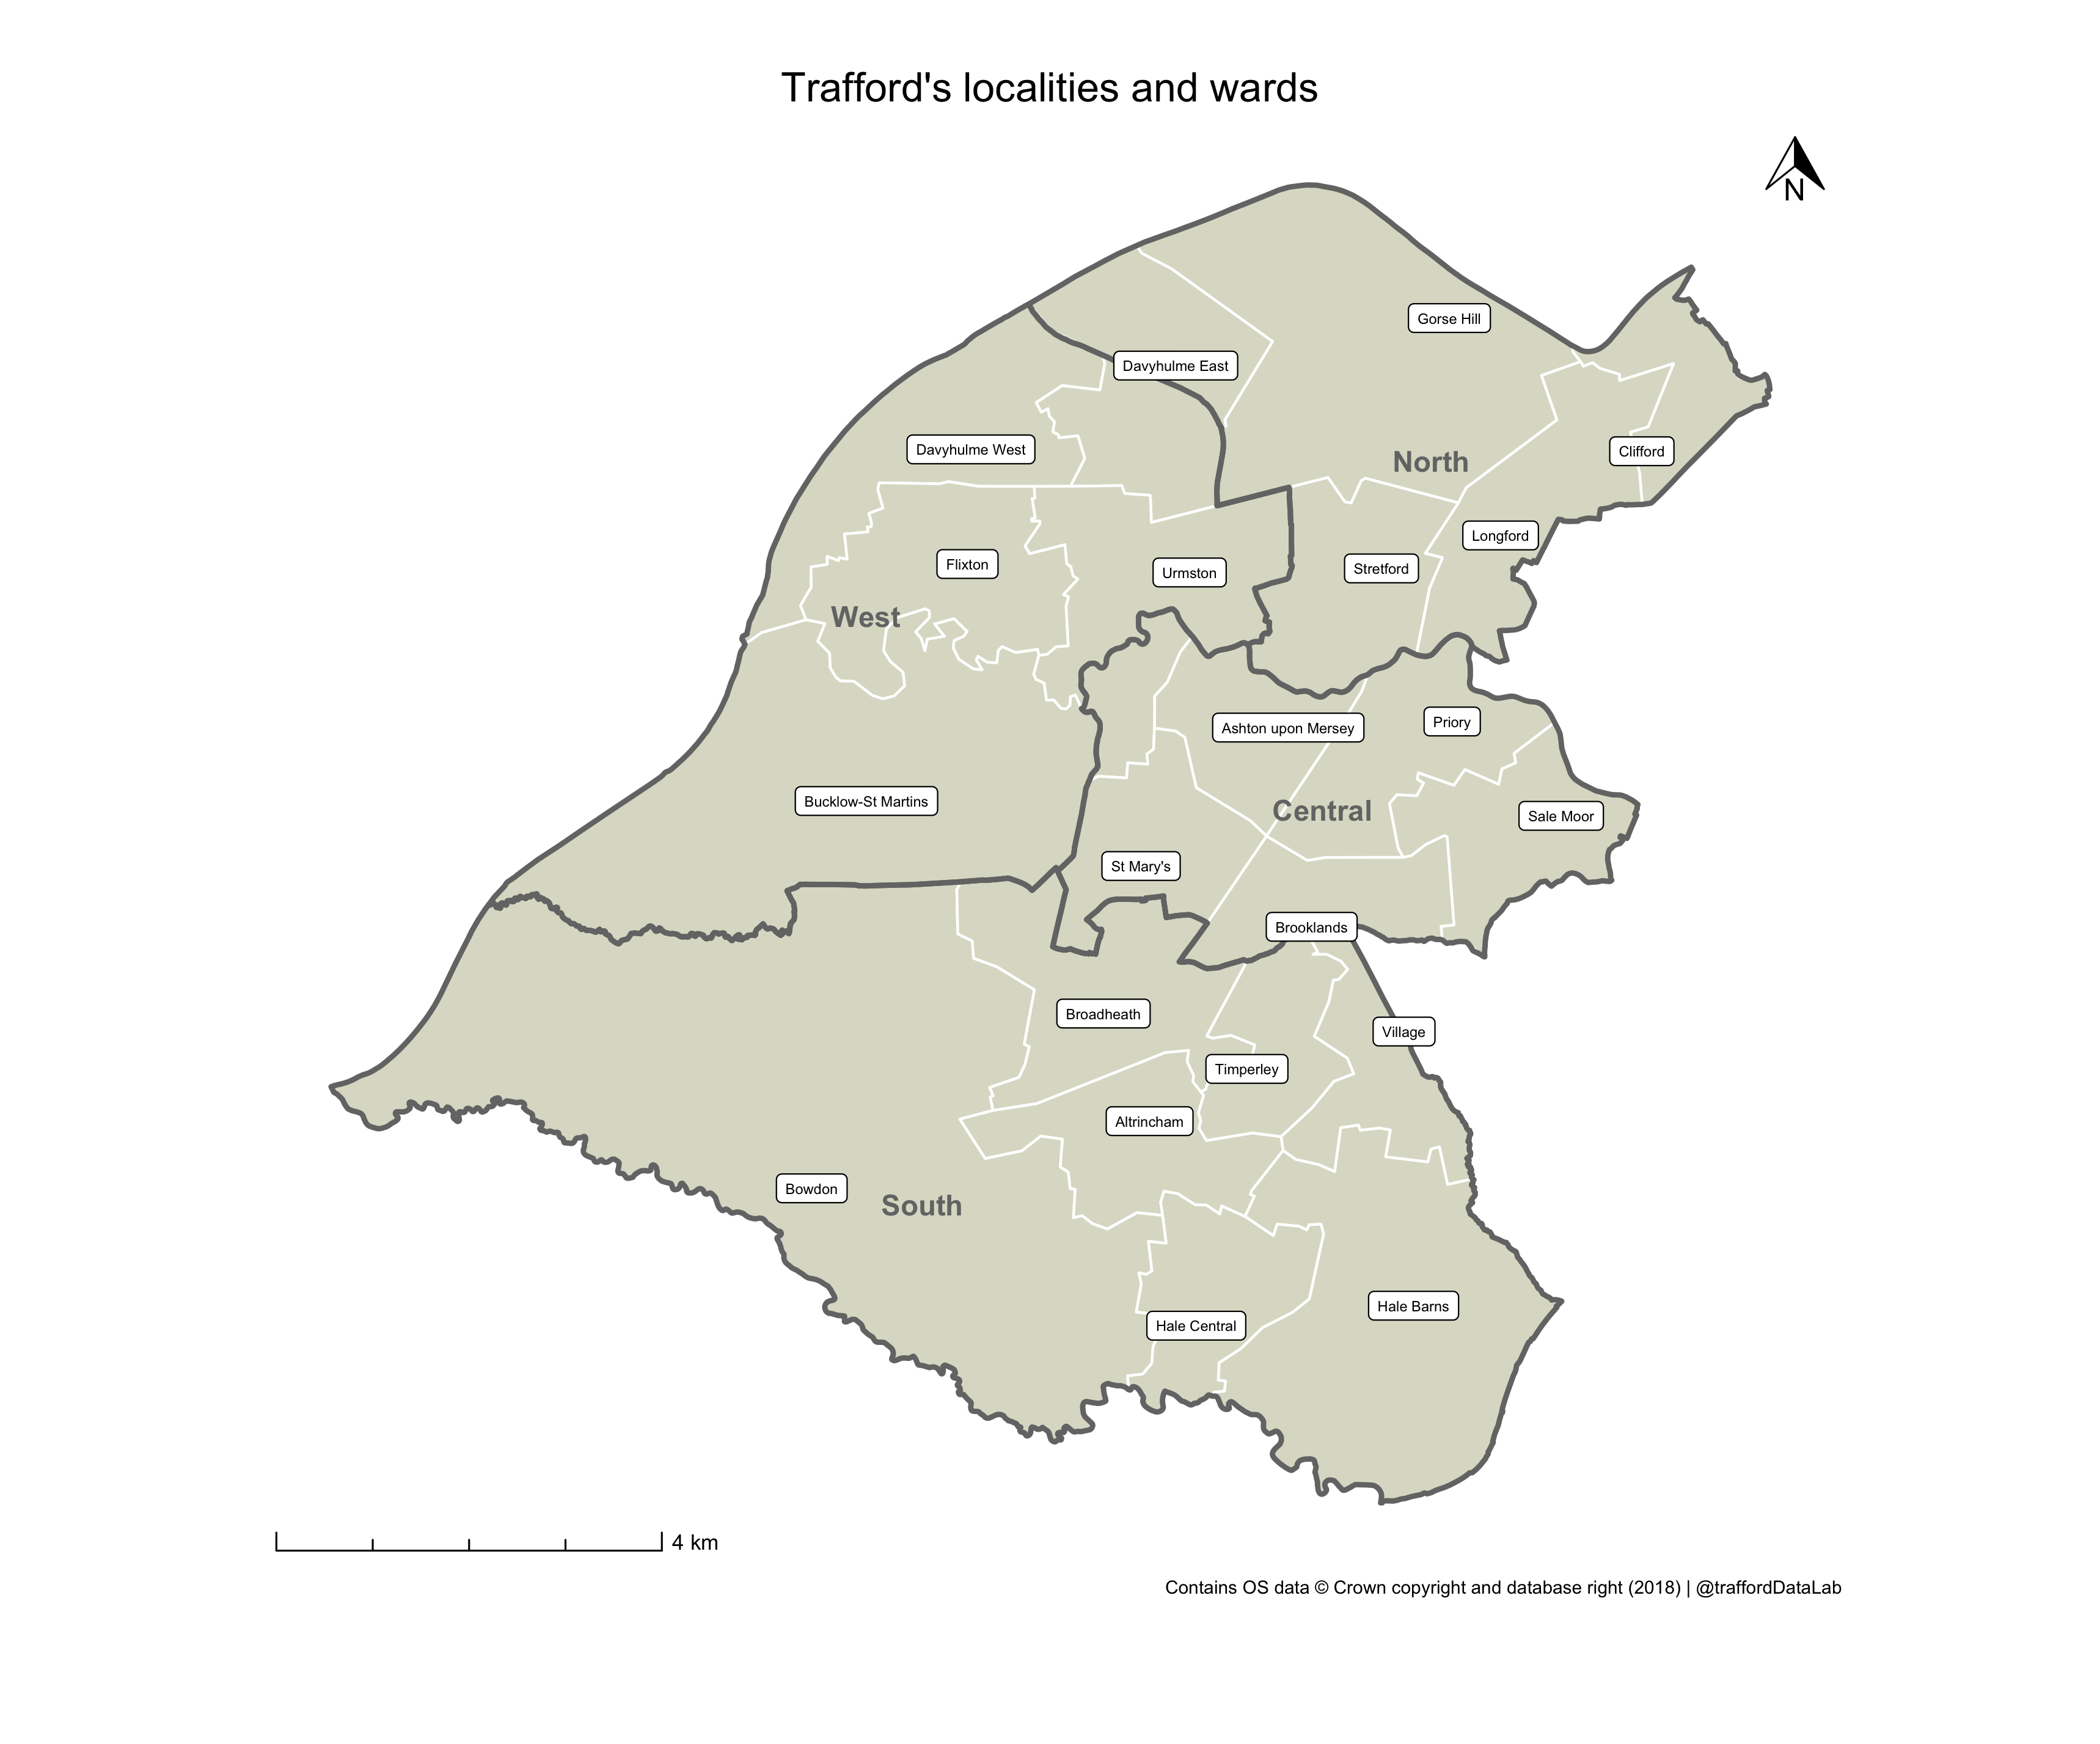 Trafford's localities and wards
N
Gorse Hill
Davyhulme East
Davyhulme West
North
Clifford
Longford
Flixton
Urmston
Stretford
West
Ashton upon Mersey
Priory
Bucklow-St Martins
Central
Sale Moor
St Mary's
Brooklands
Broadheath
Village
Timperley
Altrincham
Bowdon
South
Hale Barns
Hale Central
4 km
Contains OS data © Crown copyright and database right (2018) | @traffordDataLab